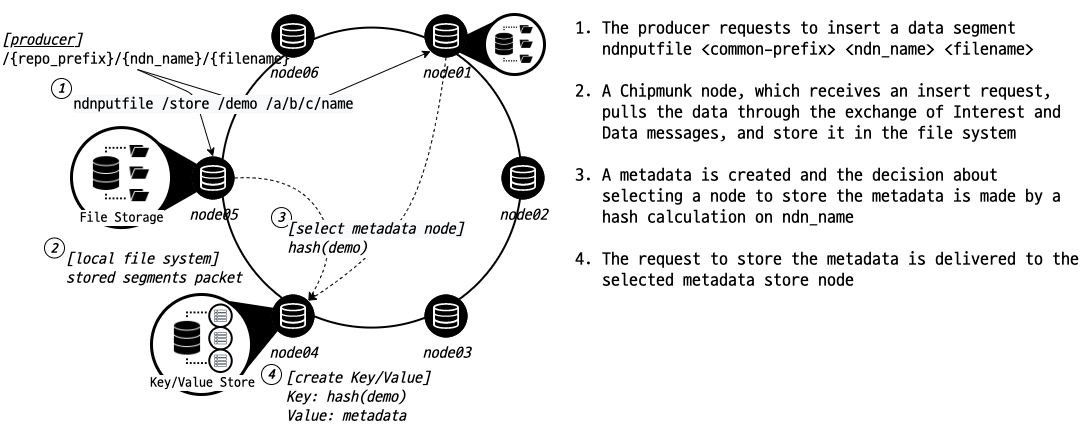 [producer]
/{repo_prefix}/{ndn_name}/{filename}
node06
node01
1
ndnputfile /store /demo /a/b/c/name
File Storage
node05
node02
3
[select metadata node]
hash(demo)
2
[local file system]
stored segments packet
node04
node03
Key/Value Store
4
[create Key/Value]
Key: hash(demo)
Value: metadata
1. The producer requests to insert a data segment
ndnputfile <common-prefix> <ndn_name> <filename>
2. A Chipmunk node, which receives an insert request,
pulls the data through the exchange of Interest and
Data messages, and store it in the file system
3. A metadata is created and the decision about
selecting a node to store the metadata is made by a
hash calculation on ndn_name
4. The request to store the metadata is delivered to the
selected metadata store node